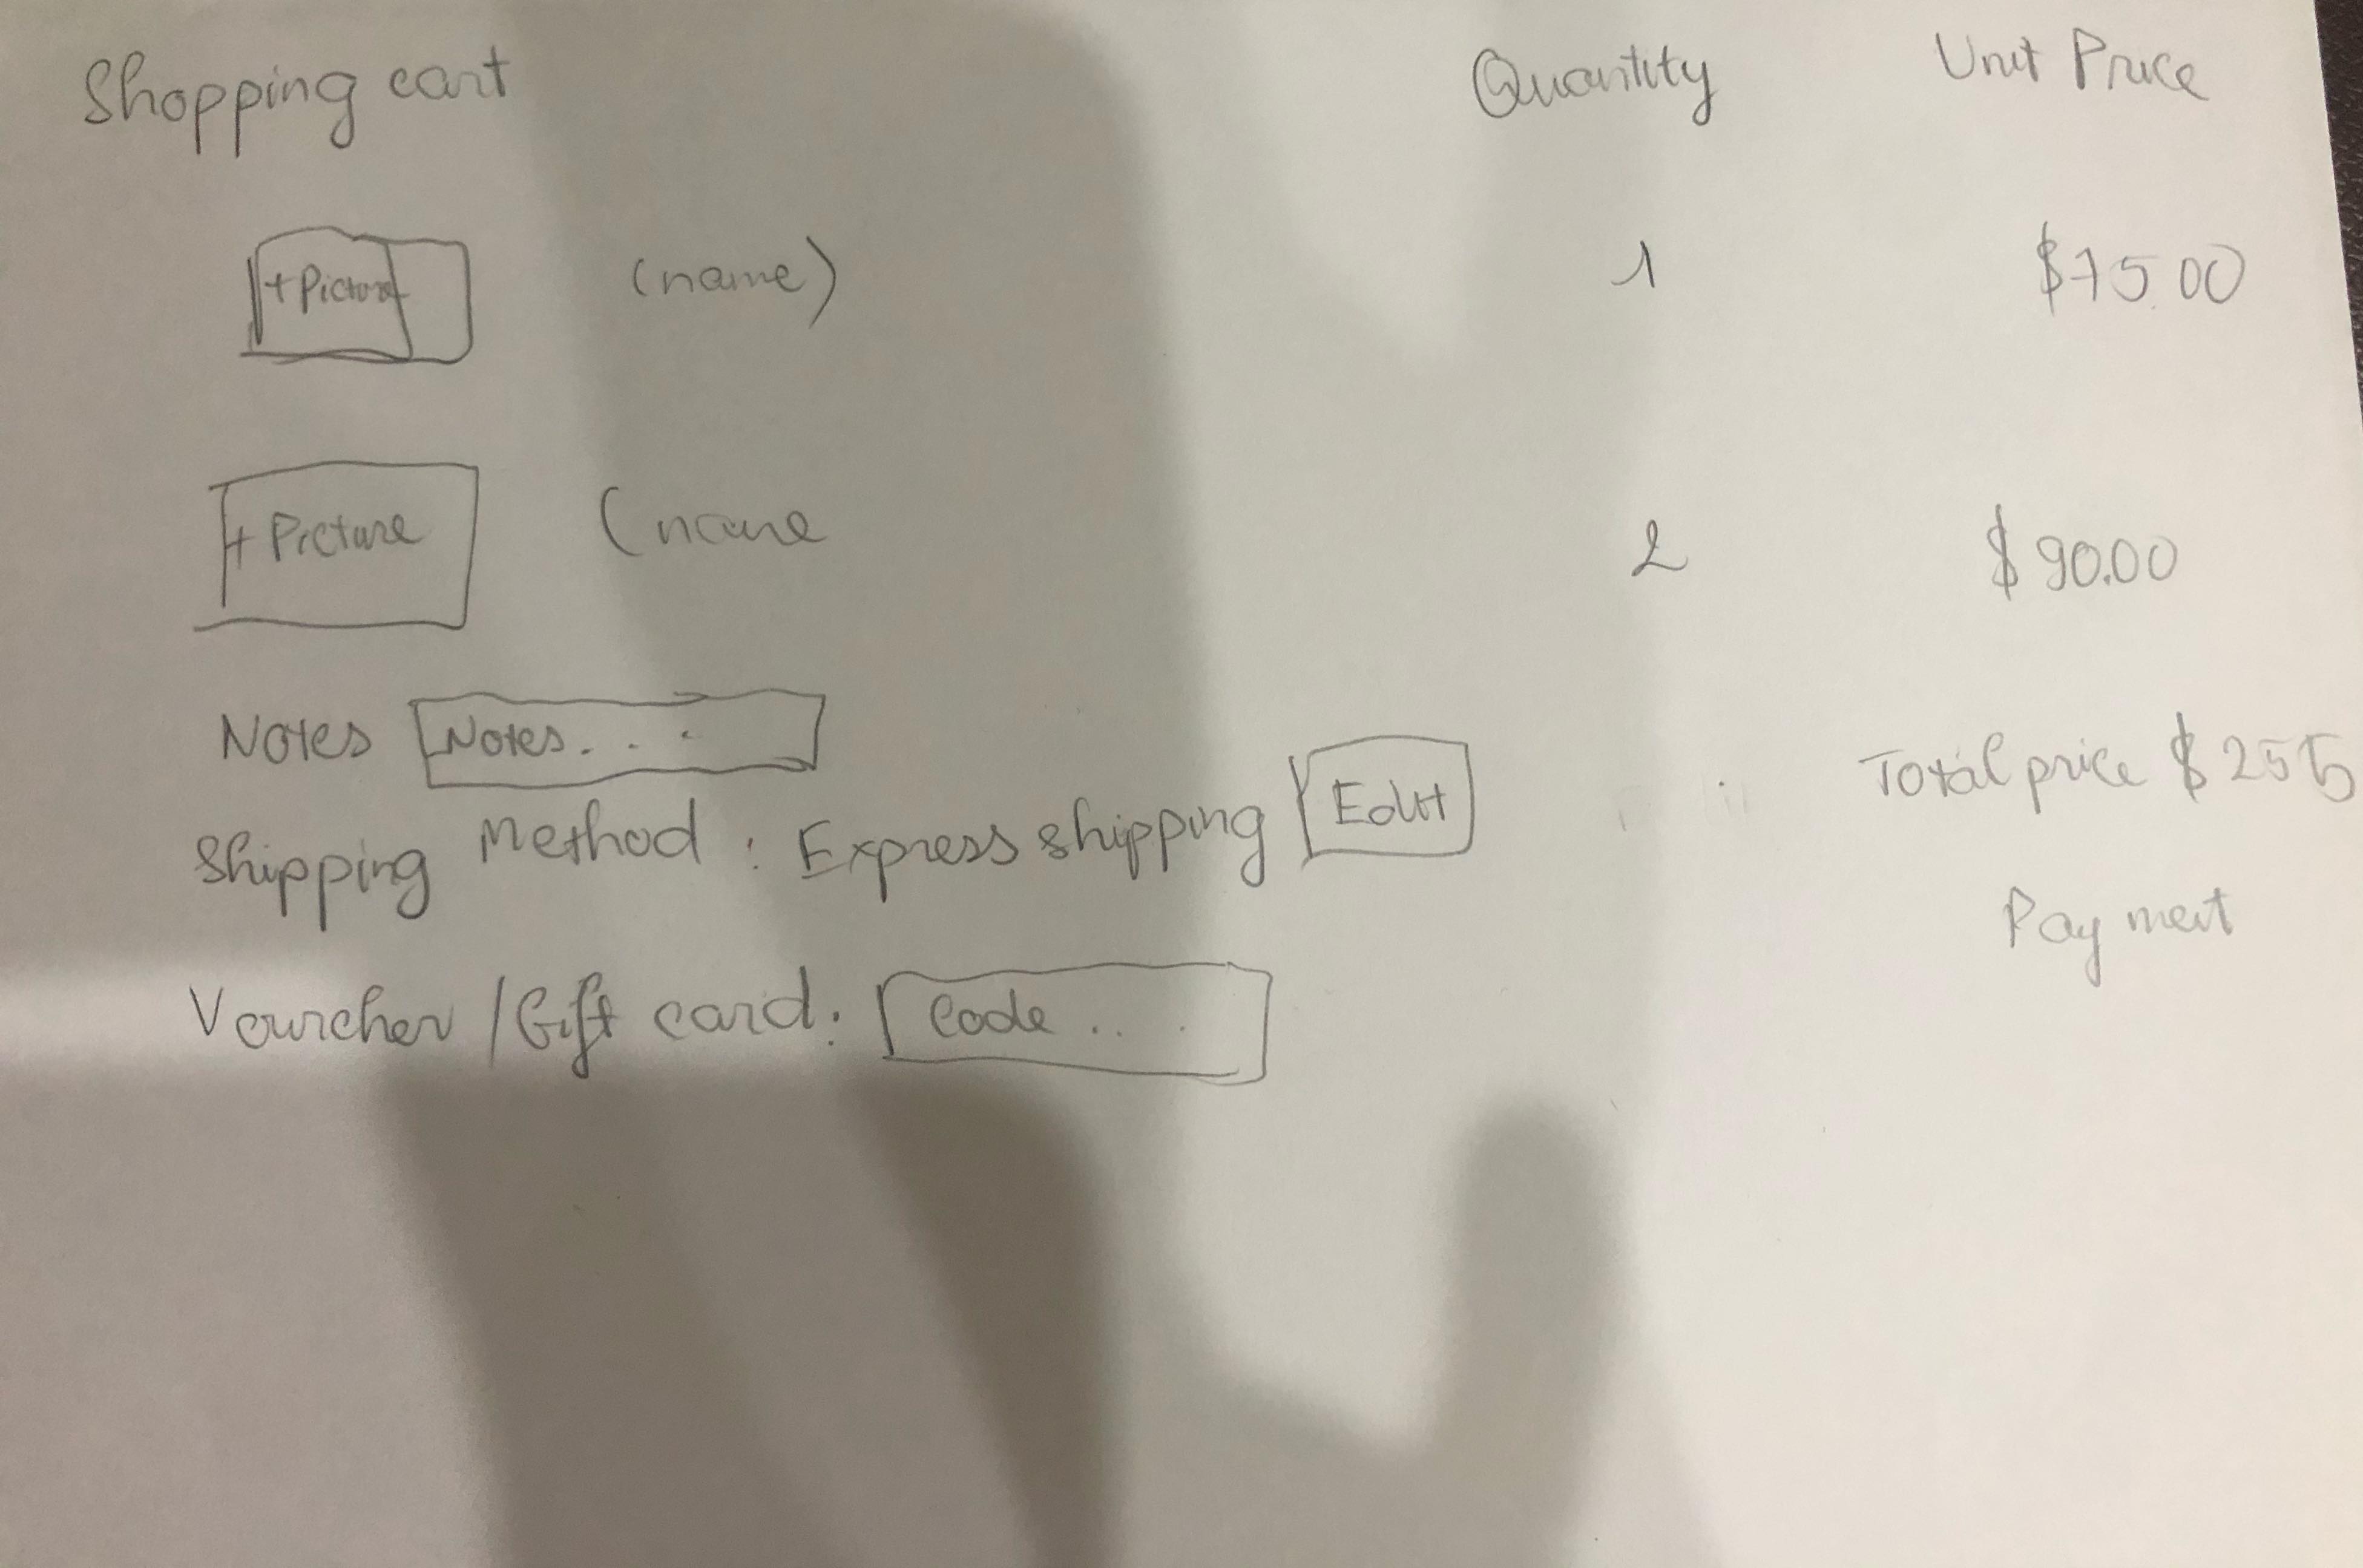 Shopping cart Quantity Unit Price
+ Picture (name) 1 $75.00
+ Picture (name 2 $90.00
Notes Notes...
Total price $255
Shipping Method : Express shipping Edit
Payment
Voucher / Gift card: Code ...